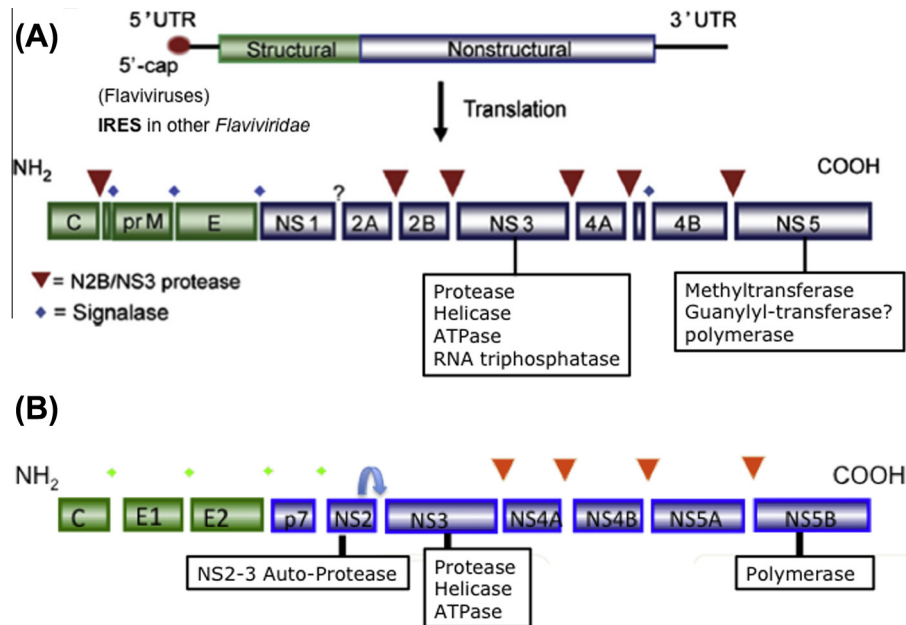 (A)
5'UTR
3'UTR
Structural
Nonstructural
5'-cap
(Flaviviruses)
IRES in other Flaviviridae
Translation
NH2
COOH
?
C
prM
E
NS1
2A
2B
NS3
4A
4B
NS5
= N2B/NS3 protease
= Signalase
Protease
Helicase
ATPase
RNA triphosphatase
Methyltransferase
Guanylyl-transferase?
polymerase
(B)
NH2
COOH
C
E1
E2
p7
NS2
NS3
NS4A
NS4B
NS5A
NS5B
NS2-3 Auto-Protease
Protease
Helicase
ATPase
Polymerase